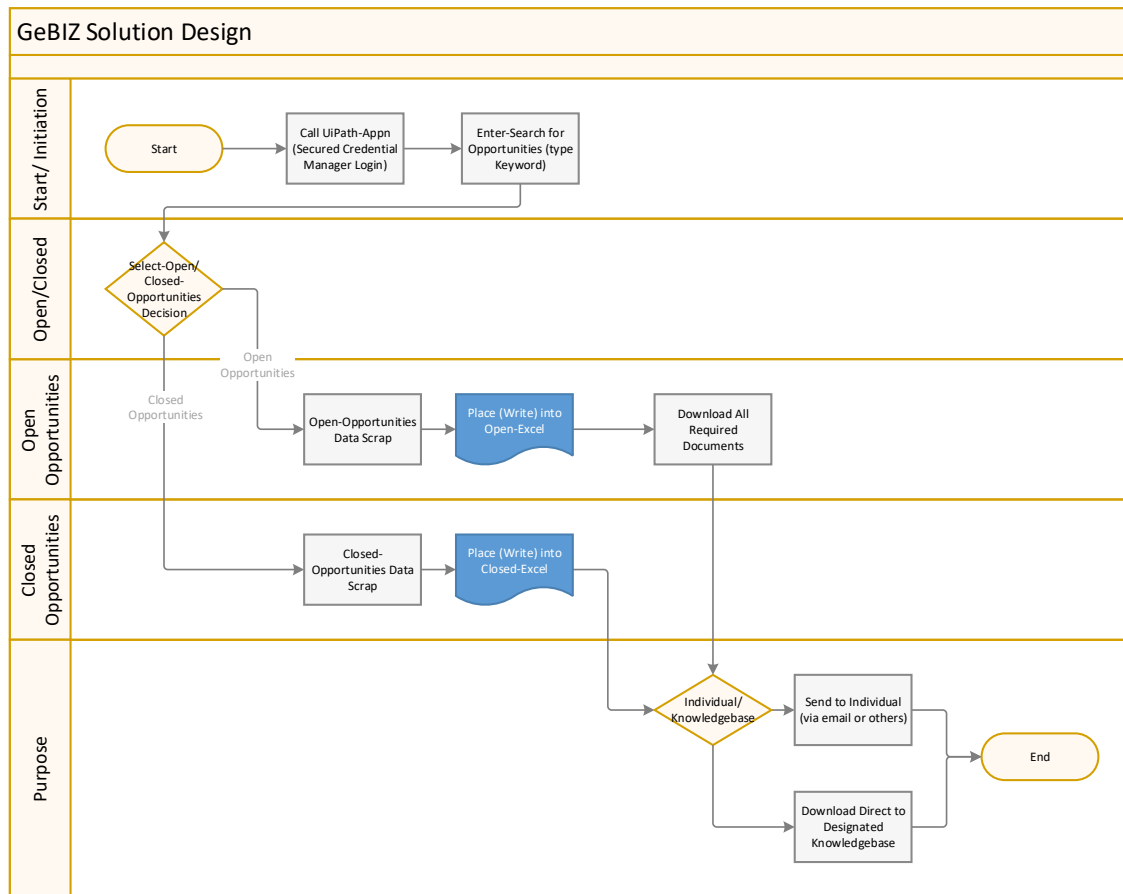 GeBIZ Solution Design
Start/ Initiation
Start
Call UiPath-Appn
(Secured Credential
Manager Login)
Enter-Search for
Opportunities (type
Keyword)
Open/Closed
Select-Open/
Closed-
Opportunities
Decision
Open
Opportunities
Closed
Opportunities
Open
Opportunities
Open-Opportunities
Data Scrap
Place (Write) into
Open-Excel
Download All
Required
Documents
Closed
Opportunities
Closed-
Opportunities Data
Scrap
Place (Write) into
Closed-Excel
Purpose
Individual/
Knowledgebase
Send to Individual
(via email or others)
End
Download Direct to
Designated
Knowledgebase